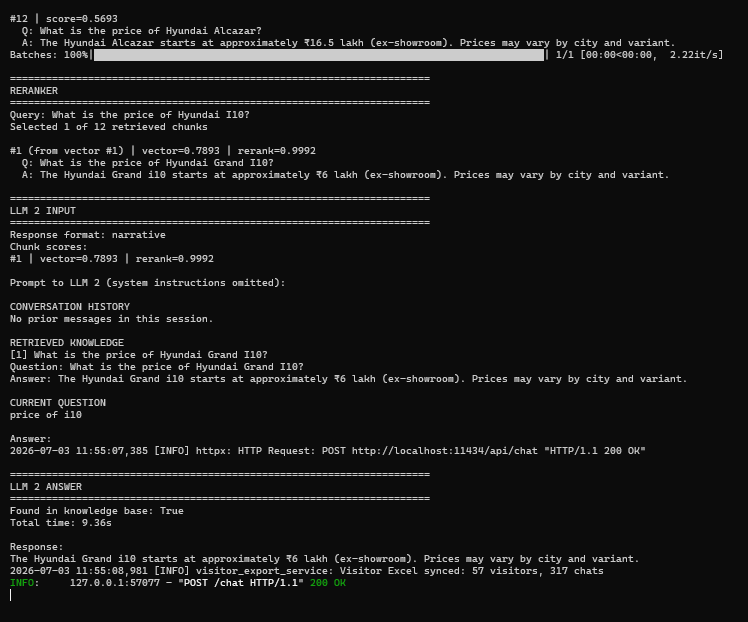 #12 | score=0.5693
Q: What is the price of Hyundai Alcazar?
A: The Hyundai Alcazar starts at approximately ₹16.5 lakh (ex-showroom). Prices may vary by city and variant.
Batches: 100%| | 1/1 [00:00<00:00, 2.22it/s]
======================================================================
RERANKER
======================================================================
Query: What is the price of Hyundai I10?
Selected 1 of 12 retrieved chunks
#1 (from vector #1) | vector=0.7893 | rerank=0.9992
Q: What is the price of Hyundai Grand I10?
A: The Hyundai Grand i10 starts at approximately ₹6 lakh (ex-showroom). Prices may vary by city and variant.
======================================================================
LLM 2 INPUT
======================================================================
Response format: narrative
Chunk scores:
#1 | vector=0.7893 | rerank=0.9992
Prompt to LLM 2 (system instructions omitted):
CONVERSATION HISTORY
No prior messages in this session.
RETRIEVED KNOWLEDGE
[1] What is the price of Hyundai Grand I10?
Question: What is the price of Hyundai Grand I10?
Answer: The Hyundai Grand i10 starts at approximately ₹6 lakh (ex-showroom). Prices may vary by city and variant.
CURRENT QUESTION
price of i10
Answer:
2026-07-03 11:55:07,385 [INFO] httpx: HTTP Request: POST http://localhost:11434/api/chat "HTTP/1.1 200 OK"
======================================================================
LLM 2 ANSWER
======================================================================
Found in knowledge base: True
Total time: 9.36s
Response:
The Hyundai Grand i10 starts at approximately ₹6 lakh (ex-showroom). Prices may vary by city and variant.
2026-07-03 11:55:08,981 [INFO] visitor_export_service: Visitor Excel synced: 57 visitors, 317 chats
INFO: 127.0.0.1:57077 - "POST /chat HTTP/1.1" 200 OK